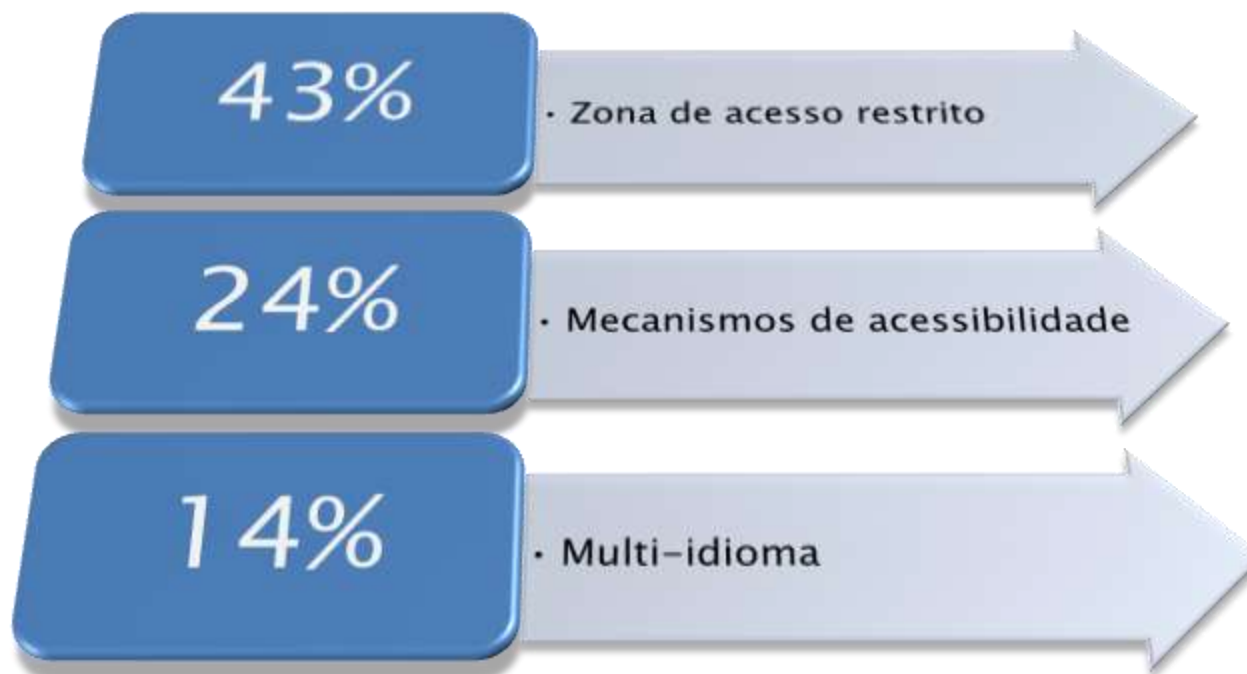 43%
· Zona de acesso restrito
24%
· Mecanismos de acessibilidade
14%
· Multi-idioma